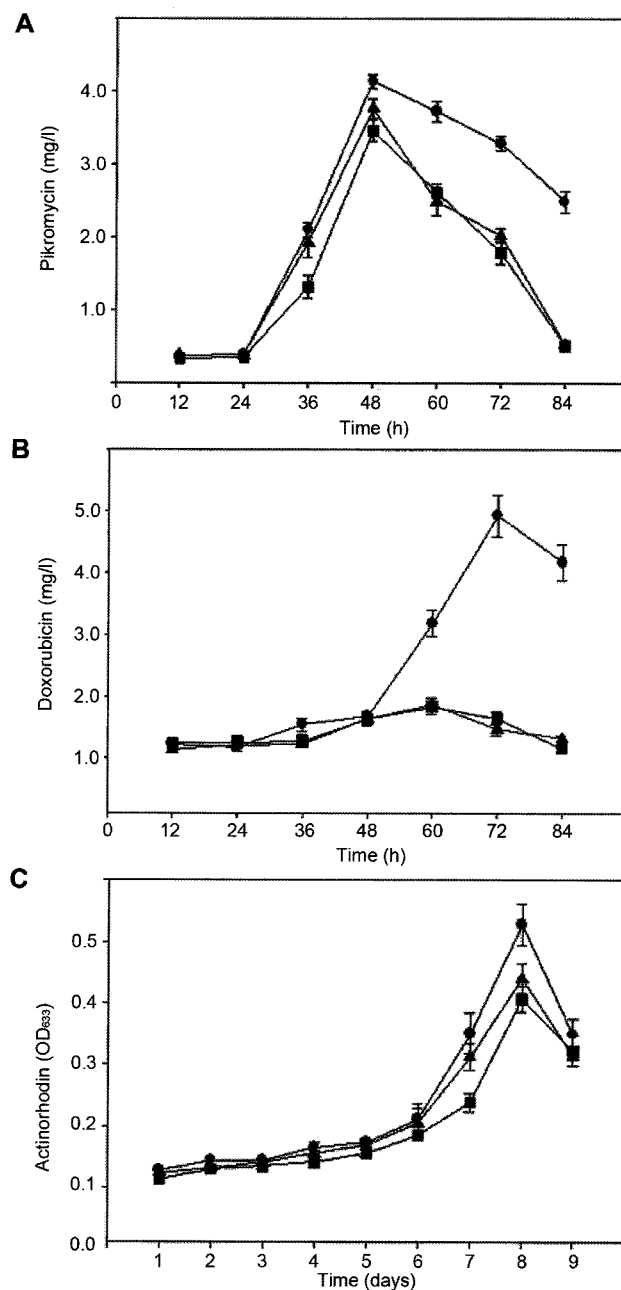 A
Pikromycin (mg/l)
4.0
3.0
2.0
1.0
0 12 24 36 48 60 72 84
Time (h)
B
Doxorubicin (mg/l)
5.0
4.0
3.0
2.0
1.0
0 12 24 36 48 60 72 84
Time (h)
C
Actinorhodin (OD₆₃₃)
0.5
0.4
0.3
0.2
0.1
0.0
1 2 3 4 5 6 7 8 9
Time (days)